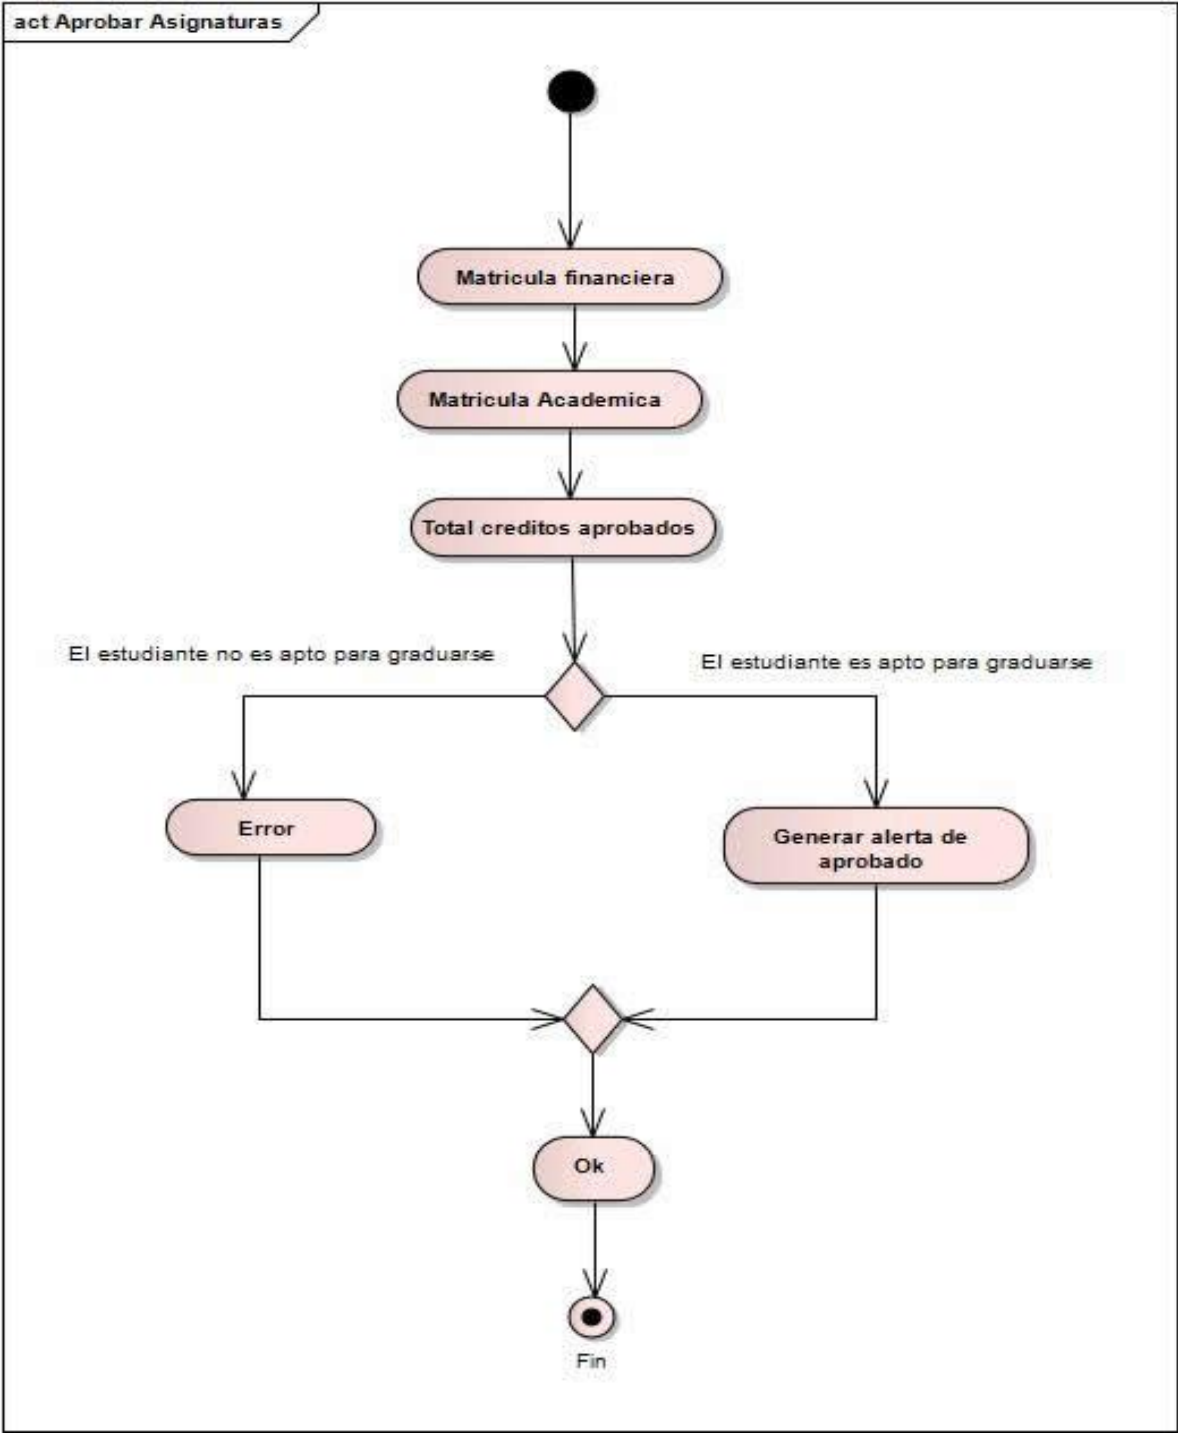 act Aprobar Asignaturas
Matricula financiera
Matricula Academica
Total creditos aprobados
El estudiante no es apto para graduarse
El estudiante es apto para graduarse
Error
Generar alerta de
aprobado
Ok
Fin